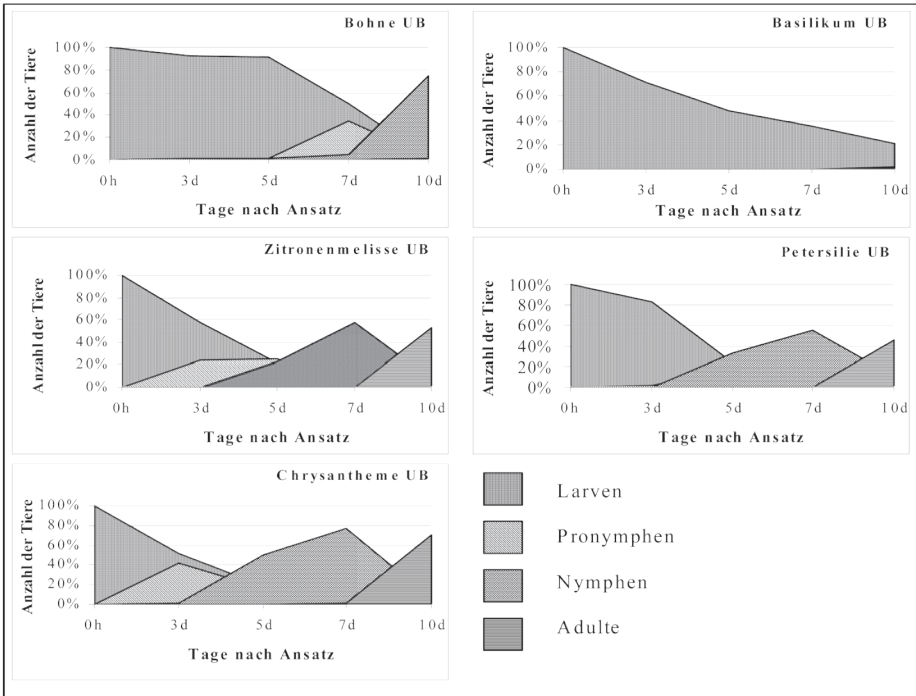 Bohne UB
Anzahl der Tiere
100%
80%
60%
40%
20%
0%
0h 3d 5d 7d 10d
Tage nach Ansatz
Basilikum UB
Anzahl der Tiere
100%
80%
60%
40%
20%
0%
0h 3d 5d 7d 10d
Tage nach Ansatz
Zitronenmelisse UB
Anzahl der Tiere
100%
80%
60%
40%
20%
0%
0h 3d 5d 7d 10d
Tage nach Ansatz
Petersilie UB
Anzahl der Tiere
100%
80%
60%
40%
20%
0%
0h 3d 5d 7d 10d
Tage nach Ansatz
Chrysantheme UB
Anzahl der Tiere
100%
80%
60%
40%
20%
0%
0h 3d 5d 7d 10d
Tage nach Ansatz
Larven
Pronymphen
Nymphen
Adulte